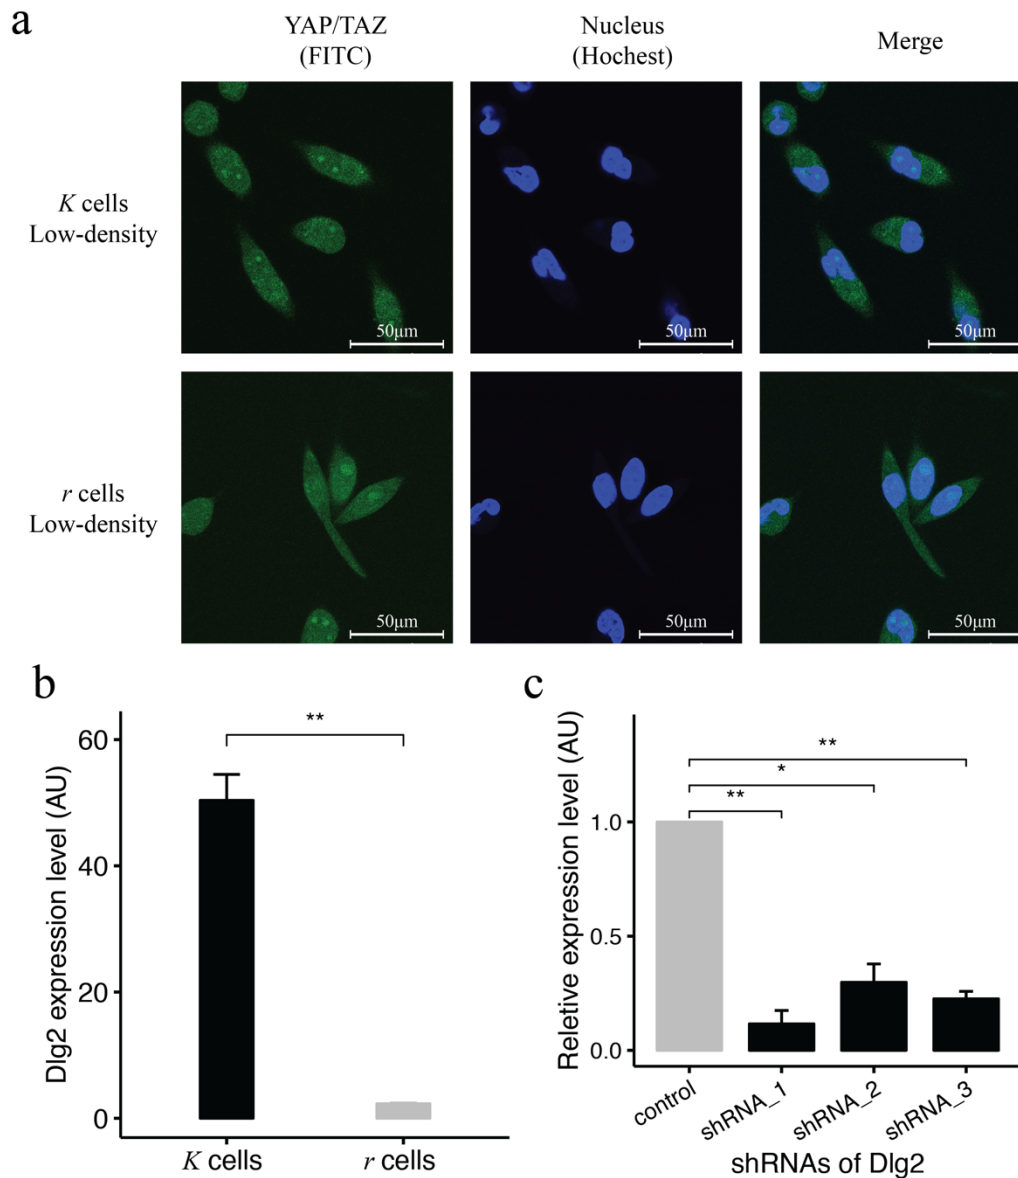 a
YAP/TAZ
(FITC)
Nucleus
(Hochest)
Merge
K cells
Low-density
50μm
50μm
50μm
r cells
Low-density
50μm
50μm
50μm
b
Dlg2 expression level (AU)
60
40
20
0
**
K cells
r cells
c
Reletive expression level (AU)
1.0
0.5
0.0
**
*
**
control
shRNA_1
shRNA_2
shRNA_3
shRNAs of Dlg2